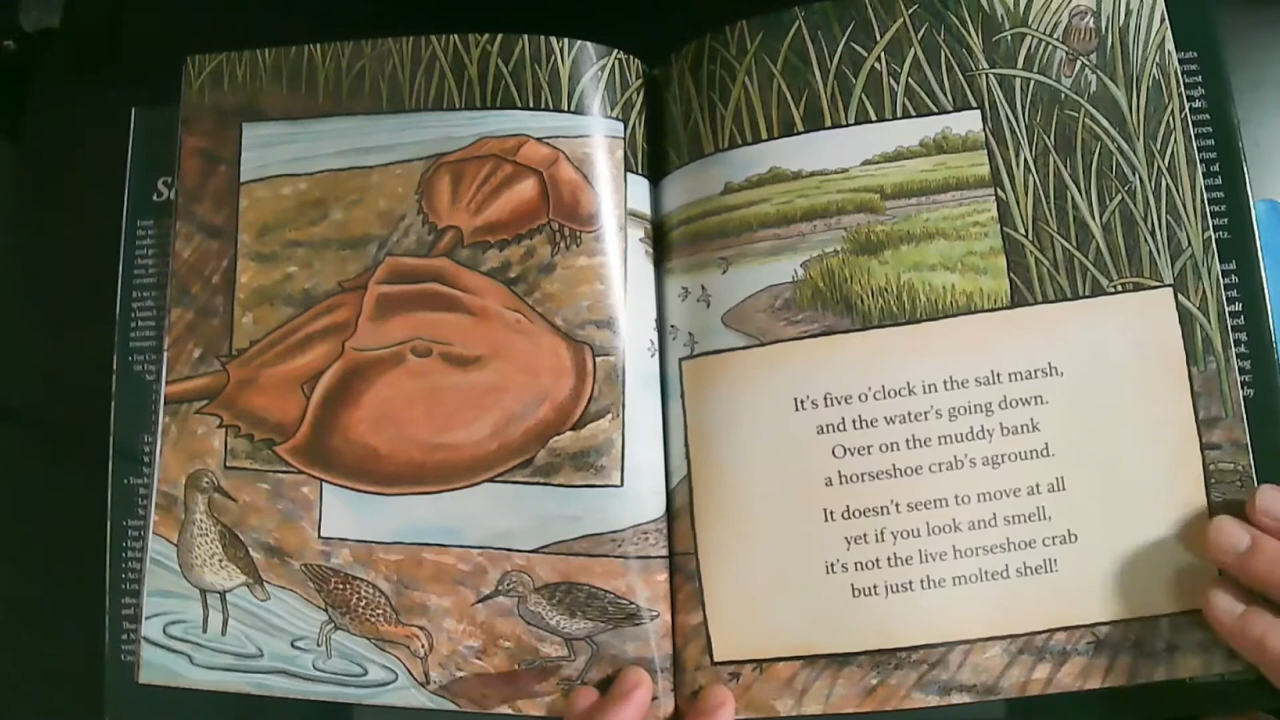 It's five o'clock in the salt marsh,
and the water's going down.
Over on the muddy bank
a horseshoe crab's aground.
It doesn't seem to move at all
yet if you look and smell,
it's not the live horseshoe crab
but just the molted shell!